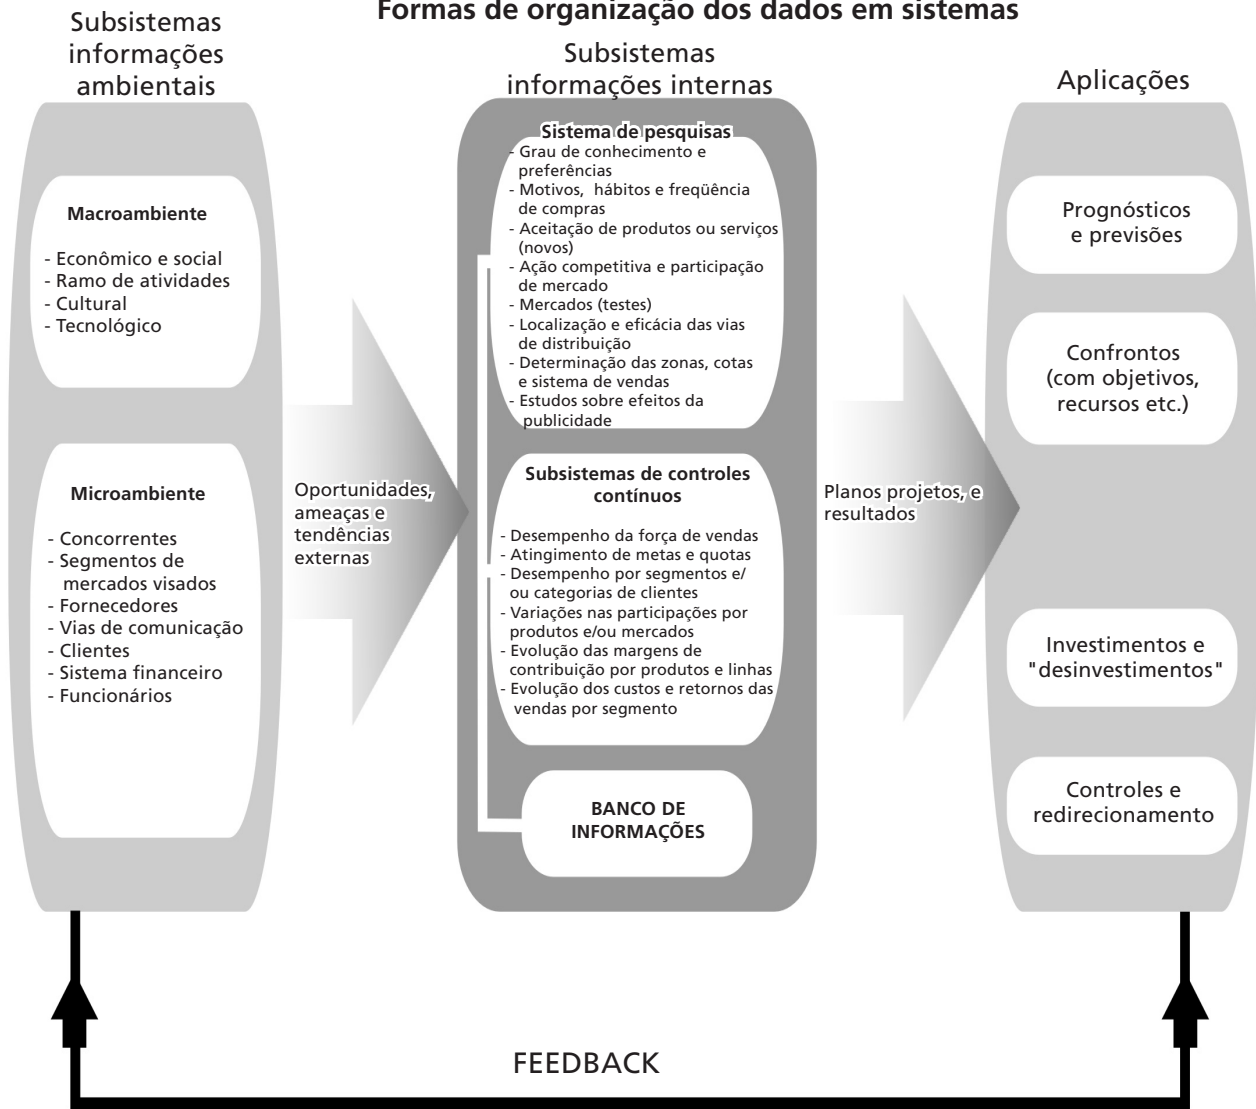 Formas de organização dos dados em sistemas
Subsistemas
informações
ambientais
Macroambiente
- Econômico e social
- Ramo de atividades
- Cultural
- Tecnológico
Microambiente
- Concorrentes
- Segmentos de
mercados visados
- Fornecedores
- Vias de comunicação
- Clientes
- Sistema financeiro
- Funcionários
Oportunidades,
ameaças e
tendências
externas
Subsistemas
informações internas
Sistema de pesquisas
- Grau de conhecimento e
preferências
- Motivos, hábitos e freqüência
de compras
- Aceitação de produtos ou serviços
(novos)
- Ação competitiva e participação
de mercado
- Mercados (testes)
- Localização e eficácia das vias
de distribuição
- Determinação das zonas, cotas
e sistema de vendas
- Estudos sobre efeitos da
publicidade
Subsistemas de controles
contínuos
- Desempenho da força de vendas
- Atingimento de metas e quotas
- Desempenho por segmentos e/
ou categorias de clientes
- Variações nas participações por
produtos e/ou mercados
- Evolução das margens de
contribuição por produtos e linhas
- Evolução dos custos e retornos das
vendas por segmento
BANCO DE
INFORMAÇÕES
Planos projetos, e
resultados
Aplicações
Prognósticos
e previsões
Confrontos
(com objetivos,
recursos etc.)
Investimentos e
"desinvestimentos"
Controles e
redirecionamento
FEEDBACK